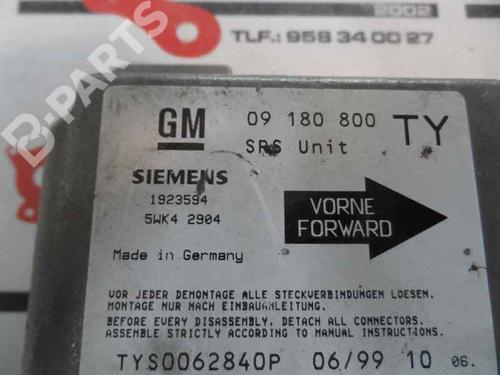 2002
TLF.: 958 34 00 27
B-PARTS
GM
09 180 800
TY
SRS Unit
SIEMENS
1923594
5WK4 2904
VORNE
FORWARD
Made in Germany
VOR JEDER DEMONTAGE ALLE STECKVERBINDUNGEN LOESEN.
MONTAGE NUR NACH EINBAUANLEITUNG.
BEFORE EVERY DISASSEMBLY, DETACH ALL CONNECTORS.
ASSEMBLE STRICTLY ACCORDING TO MANUAL INSTRUCTIONS.
TYS0062840P 06/99 10 06.